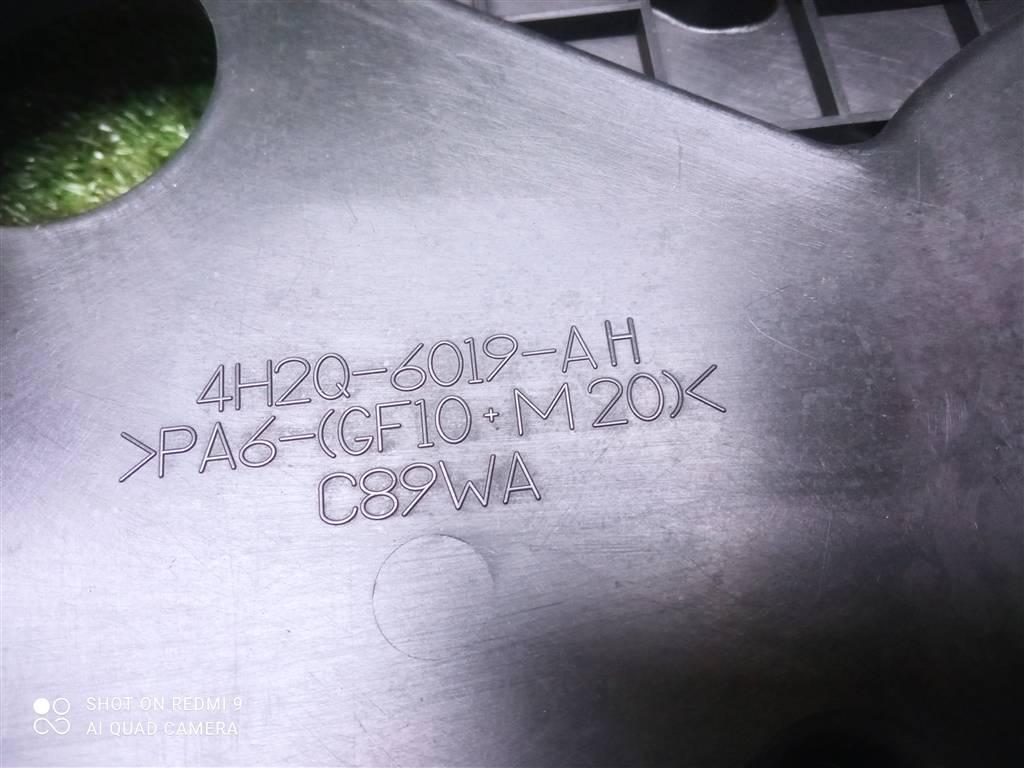 4H2Q-6019-AH
>PA6-(GF10+M20)<
C89WA
SHOT ON REDMI 9
AI QUAD CAMERA